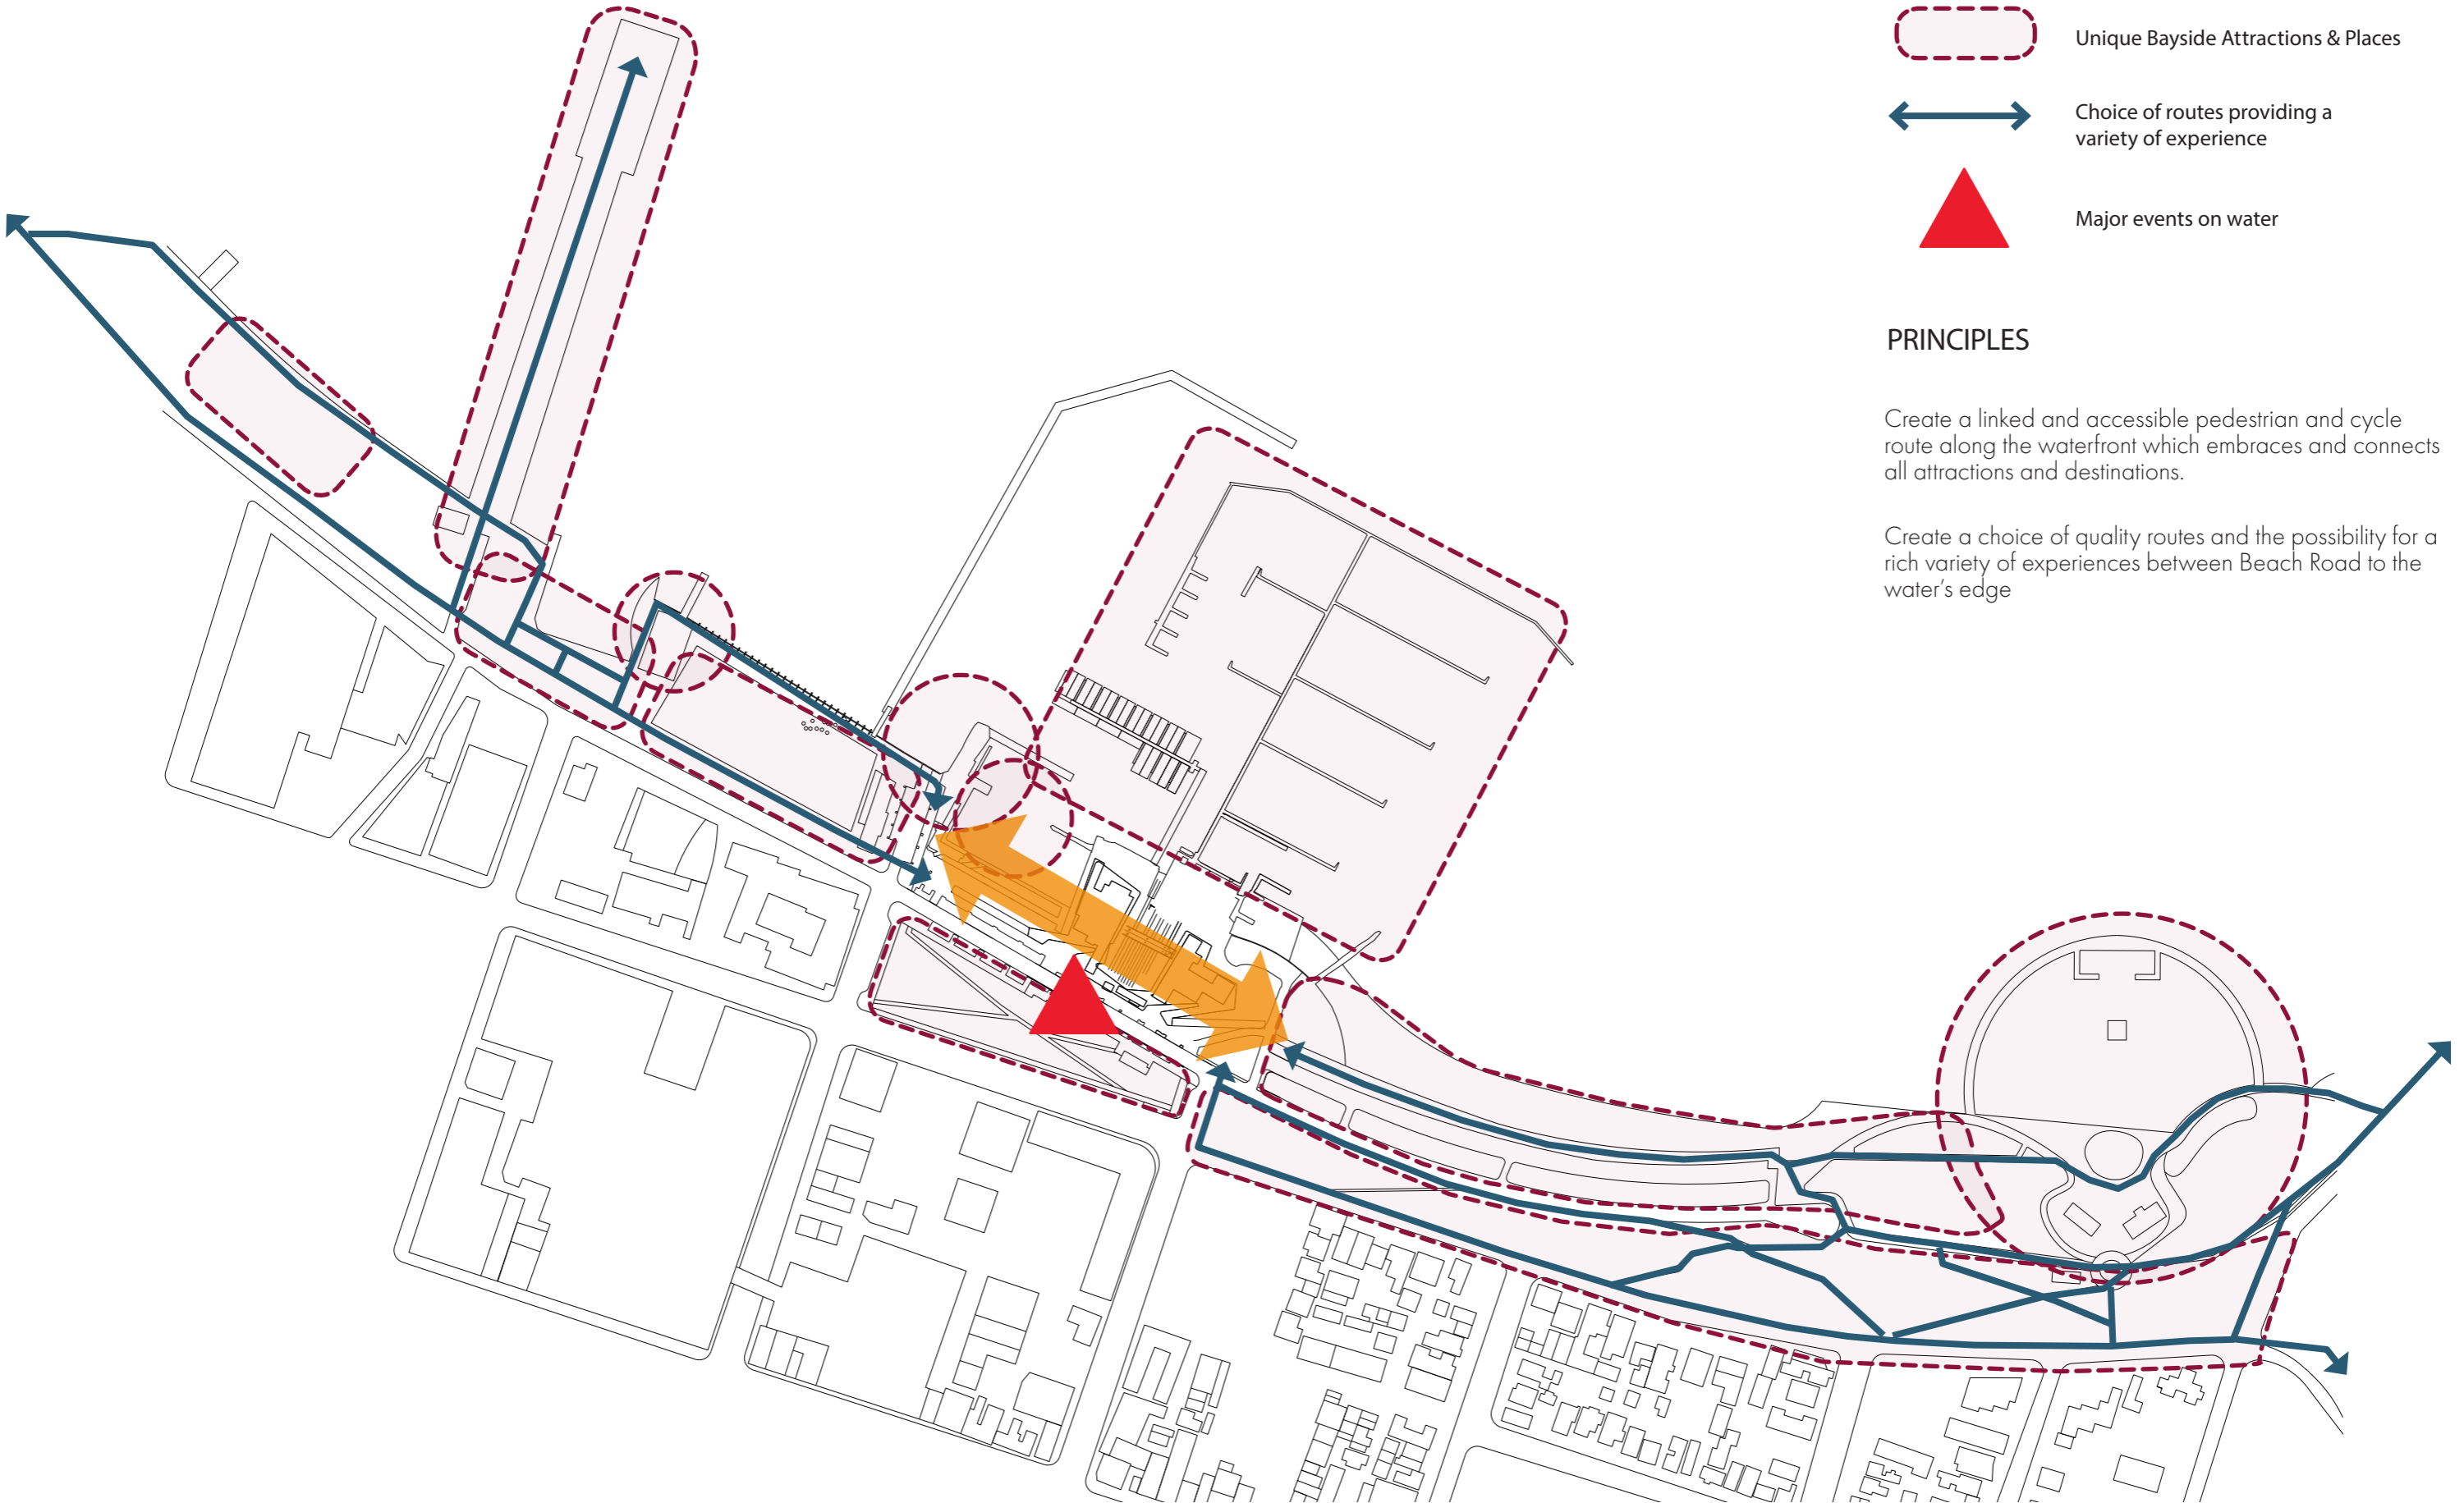 Unique Bayside Attractions & Places
Choice of routes providing a
variety of experience
Major events on water
PRINCIPLES
Create a linked and accessible pedestrian and cycle
route along the waterfront which embraces and connects
all attractions and destinations.
Create a choice of quality routes and the possibility for a
rich variety of experiences between Beach Road to the
water's edge